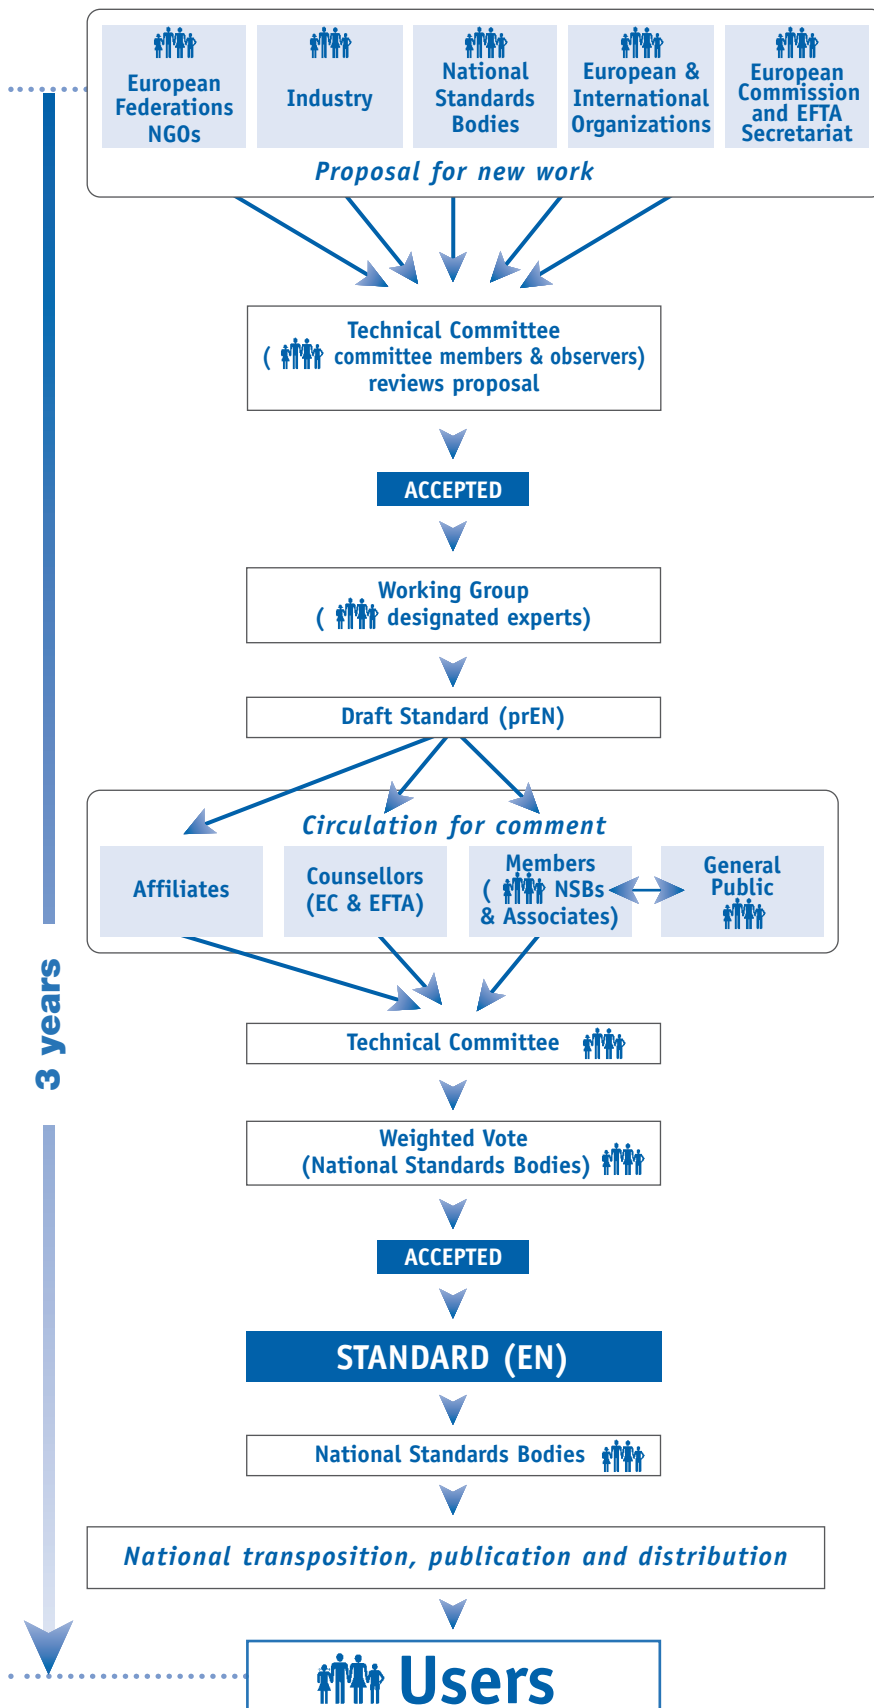 European
Federations
NGOs
Industry
National
Standards
Bodies
European &
International
Organizations
European
Commission
and EFTA
Secretariat
Proposal for new work
Technical Committee
( committee members & observers)
reviews proposal
ACCEPTED
Working Group
( designated experts)
Draft Standard (prEN)
Circulation for comment
Affiliates
Counsellors
(EC & EFTA)
Members
( NSBs
& Associates)
General
Public
3 years
Technical Committee
Weighted Vote
(National Standards Bodies)
ACCEPTED
STANDARD (EN)
National Standards Bodies
National transposition, publication and distribution
Users